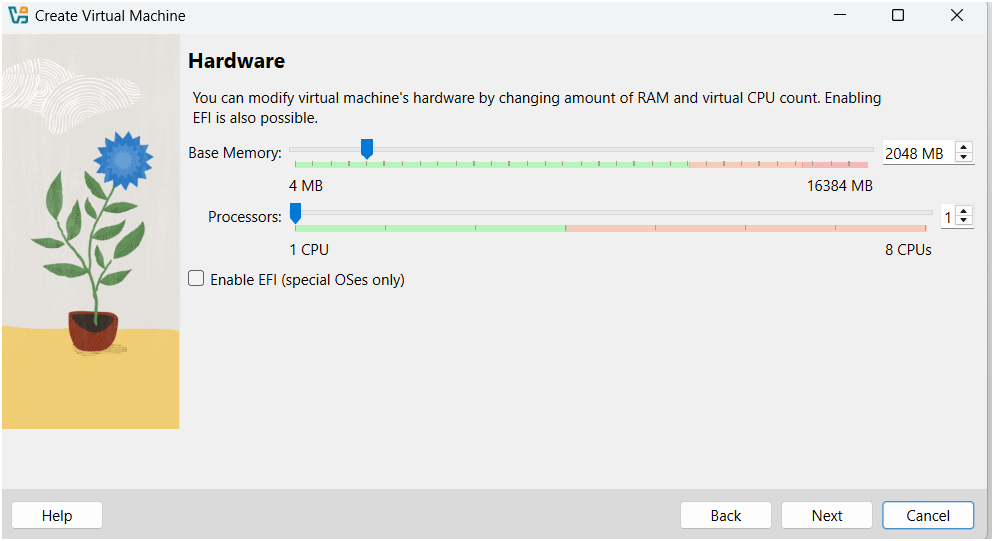 Create Virtual Machine
Hardware
You can modify virtual machine's hardware by changing amount of RAM and virtual CPU count. Enabling
EFI is also possible.
Base Memory:
2048 MB
4 MB
16384 MB
Processors:
1
1 CPU
8 CPUs
Enable EFI (special OSes only)
Help
Back
Next
Cancel